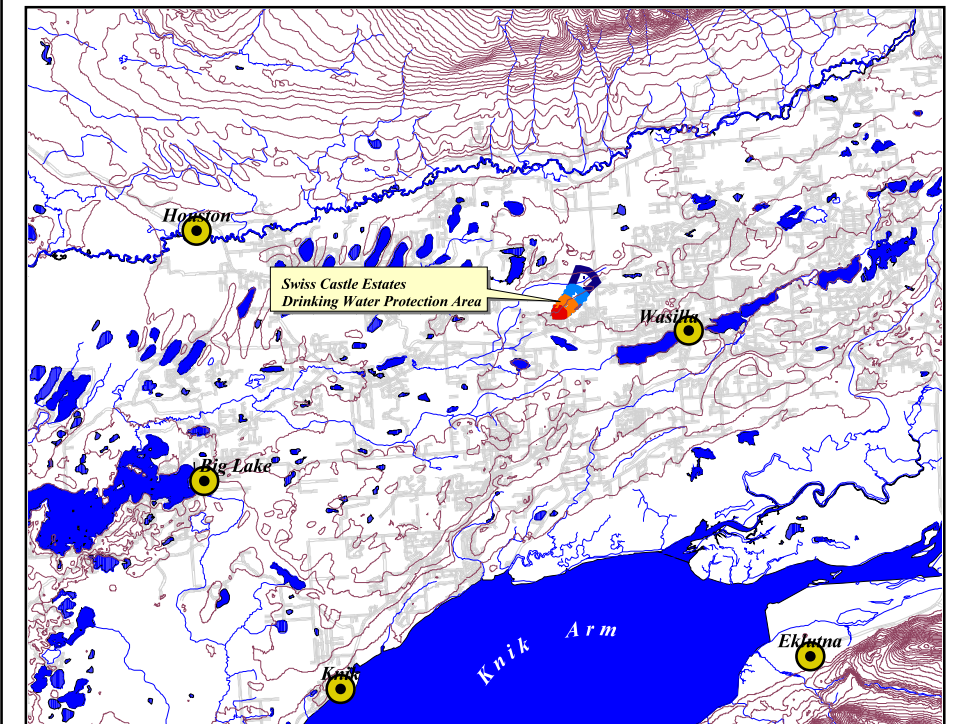 Houston
Swiss Castle Estates
Drinking Water Protection Area
Wasilla
Big Lake
Knik Arm
Eklutna
Knik